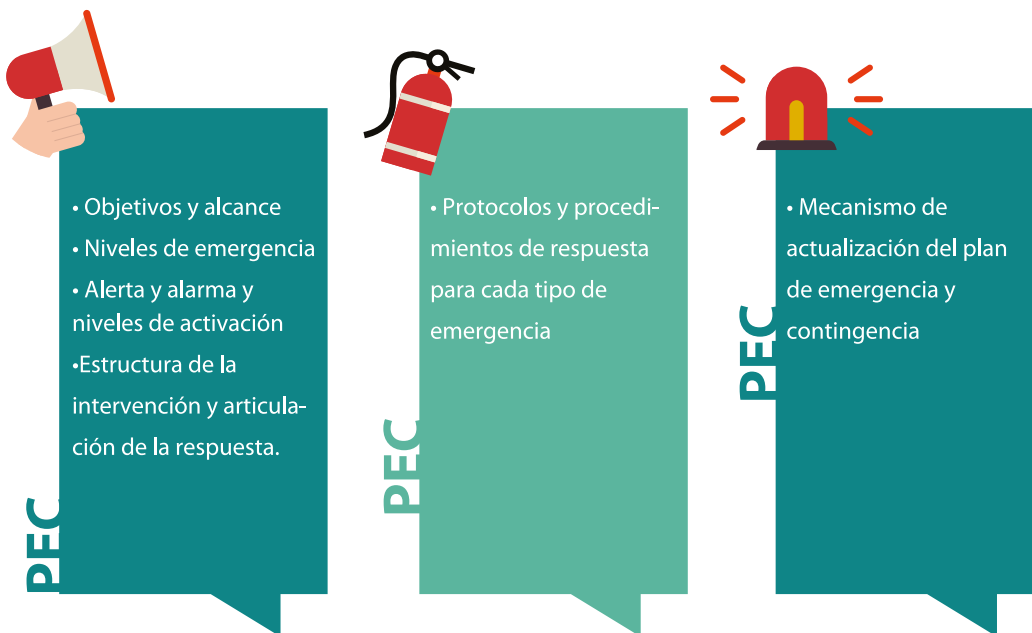 • Objetivos y alcance
• Niveles de emergencia
• Alerta y alarma y
niveles de activación
•Estructura de la
intervención y articula-
ción de la respuesta.
PEC
• Protocolos y procedi-
mientos de respuesta
para cada tipo de
emergencia
PEC
• Mecanismo de
actualización del plan
de emergencia y
contingencia
PEC